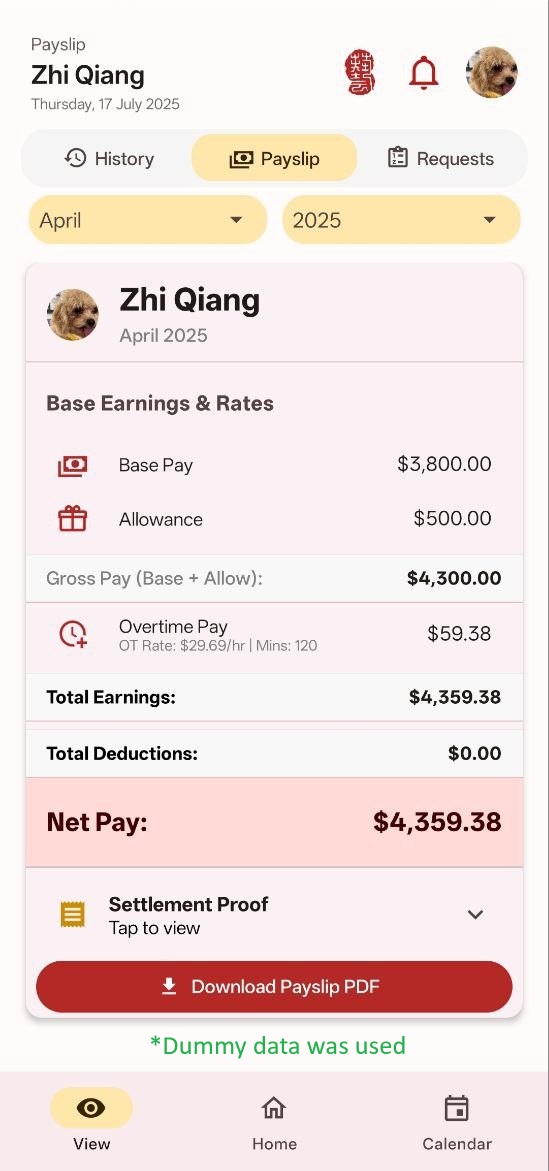 Payslip
Zhi Qiang
Thursday, 17 July 2025
History Payslip Requests
April 2025
Zhi Qiang
April 2025
Base Earnings & Rates
Base Pay $3,800.00
Allowance $500.00
Gross Pay (Base + Allow): $4,300.00
Overtime Pay $59.38
OT Rate: $29.69/hr | Mins: 120
Total Earnings: $4,359.38
Total Deductions: $0.00
Net Pay: $4,359.38
Settlement Proof
Tap to view
Download Payslip PDF
*Dummy data was used
View Home Calendar